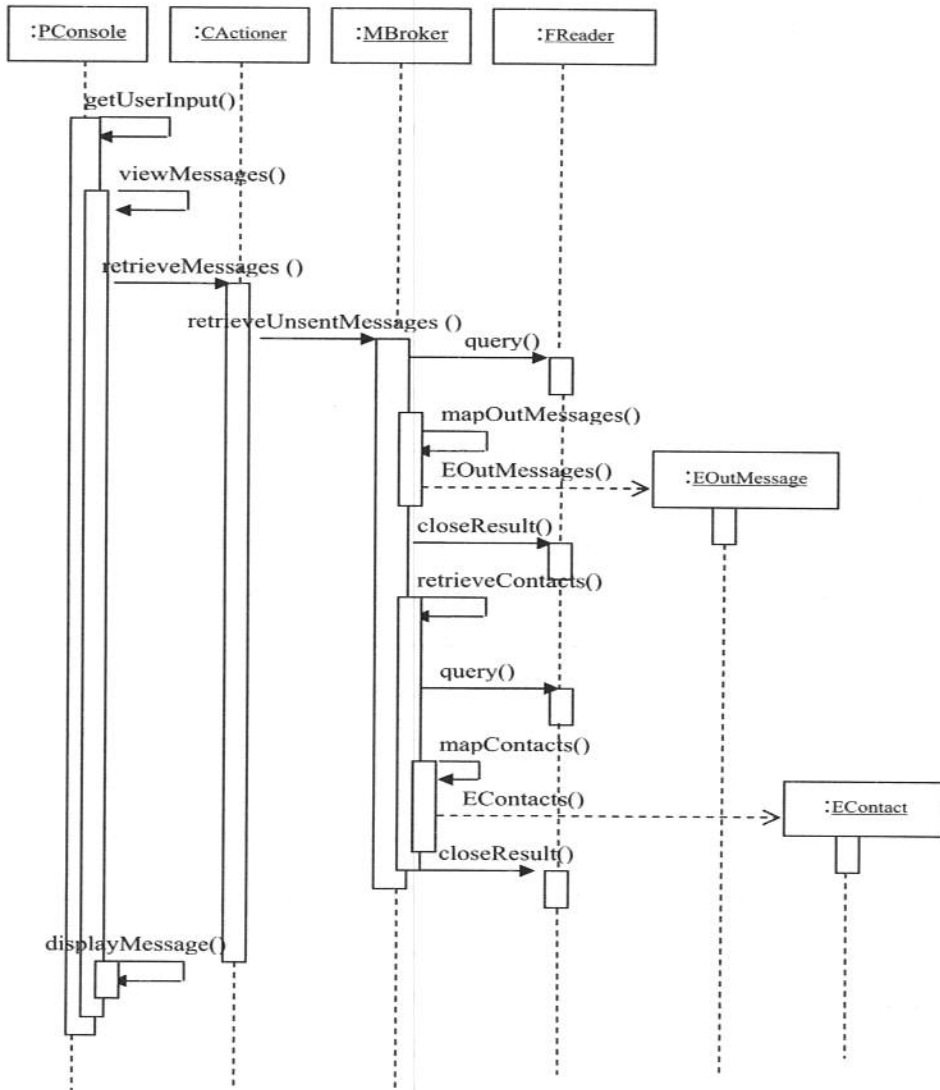 :PConsole
:CActioner
:MBroker
:FReader
getUserInput()
viewMessages()
retrieveMessages ()
retrieveUnsentMessages ()
query()
mapOutMessages()
EOutMessages()
:EOutMessage
closeResult()
retrieveContacts()
query()
mapContacts()
EContacts()
:EContact
closeResult()
displayMessage()